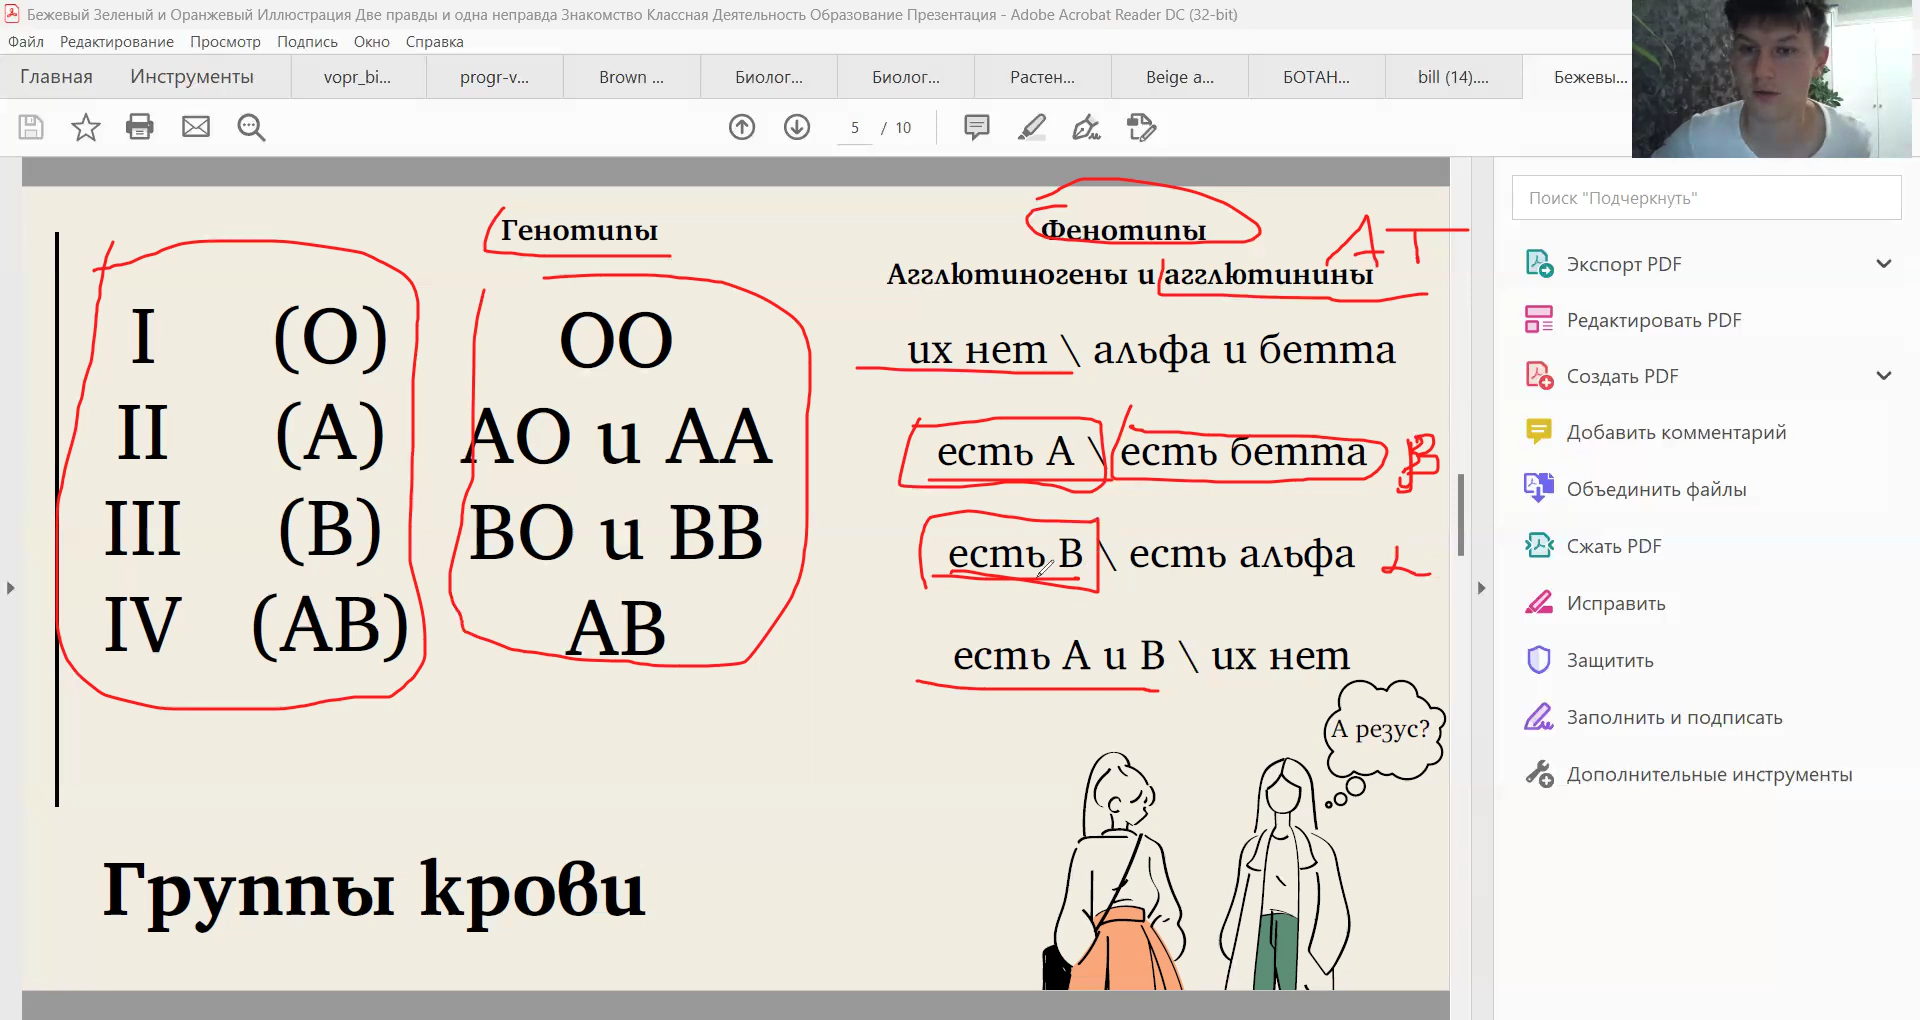 Бежевый Зеленый и Оранжевый Иллюстрация Две правды и одна неправда Знакомство Классная Деятельность Образование Презентация - Adobe Acrobat Reader DC (32-bit)
Файл Редактирование Просмотр Подпись Окно Справка
Главная Инструменты vopr_bi... progr-v... Brown ... Биолог... Биолог... Растен... Beige a... БОТАН... bill (14).... Бежевы...
5 / 10
Поиск "Подчеркнуть"
Экспорт PDF
Редактировать PDF
Создать PDF
Добавить комментарий
Объединить файлы
Сжать PDF
Исправить
Защитить
Заполнить и подписать
Дополнительные инструменты
Генотипы Фенотипы
АТ
Агглютиногены и агглютинины
I (O) OO их нет \ альфа и бетта
II (A) AO и AA есть А \ есть бетта β
III (B) BO и BB есть В \ есть альфа α
IV (AB) AB есть А и В \ их нет
А резус?
Группы крови